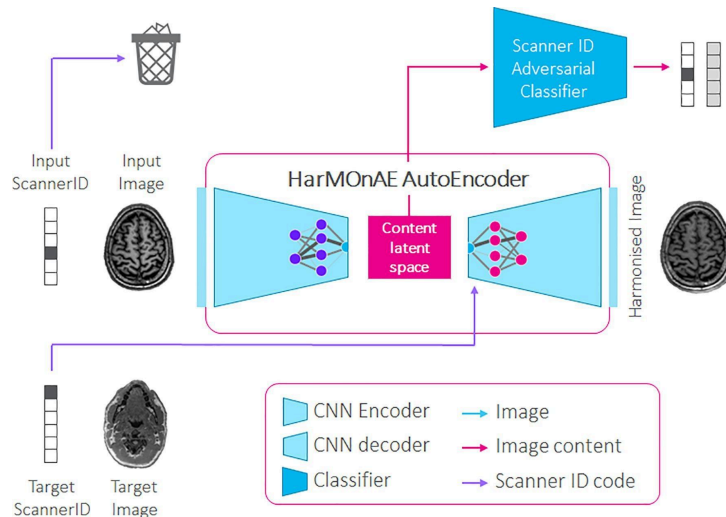 Scanner ID
Adversarial
Classifier
Input
ScannerID
Input
Image
HarMOnAE AutoEncoder
Content
latent
space
Harmonised Image
CNN Encoder
Image
CNN decoder
Image content
Classifier
Scanner ID code
Target
ScannerID
Target
Image